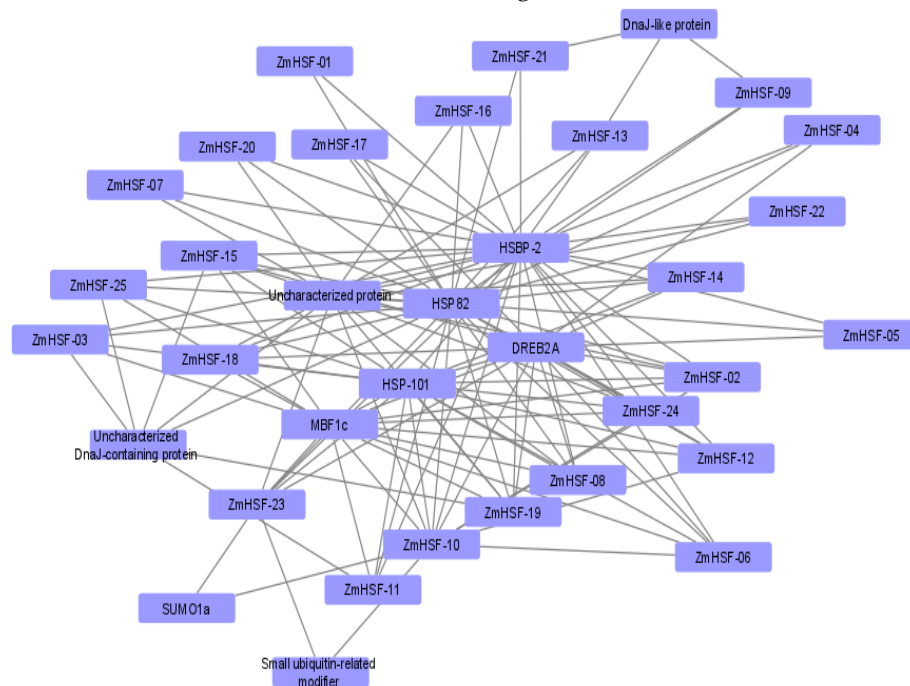 DnaJ-like protein
ZmHSF-21
ZmHSF-01
ZmHSF-09
ZmHSF-16
ZmHSF-04
ZmHSF-13
ZmHSF-17
ZmHSF-20
ZmHSF-07
ZmHSF-22
HSBP-2
ZmHSF-15
ZmHSF-14
ZmHSF-25
Uncharacterized protein
HSP82
ZmHSF-05
ZmHSF-03
DREB2A
ZmHSF-18
ZmHSF-02
HSP-101
ZmHSF-24
MBF1c
Uncharacterized
DnaJ-containing protein
ZmHSF-12
ZmHSF-08
ZmHSF-23
ZmHSF-19
ZmHSF-10
ZmHSF-06
ZmHSF-11
SUMO1a
Small ubiquitin-related
modifier